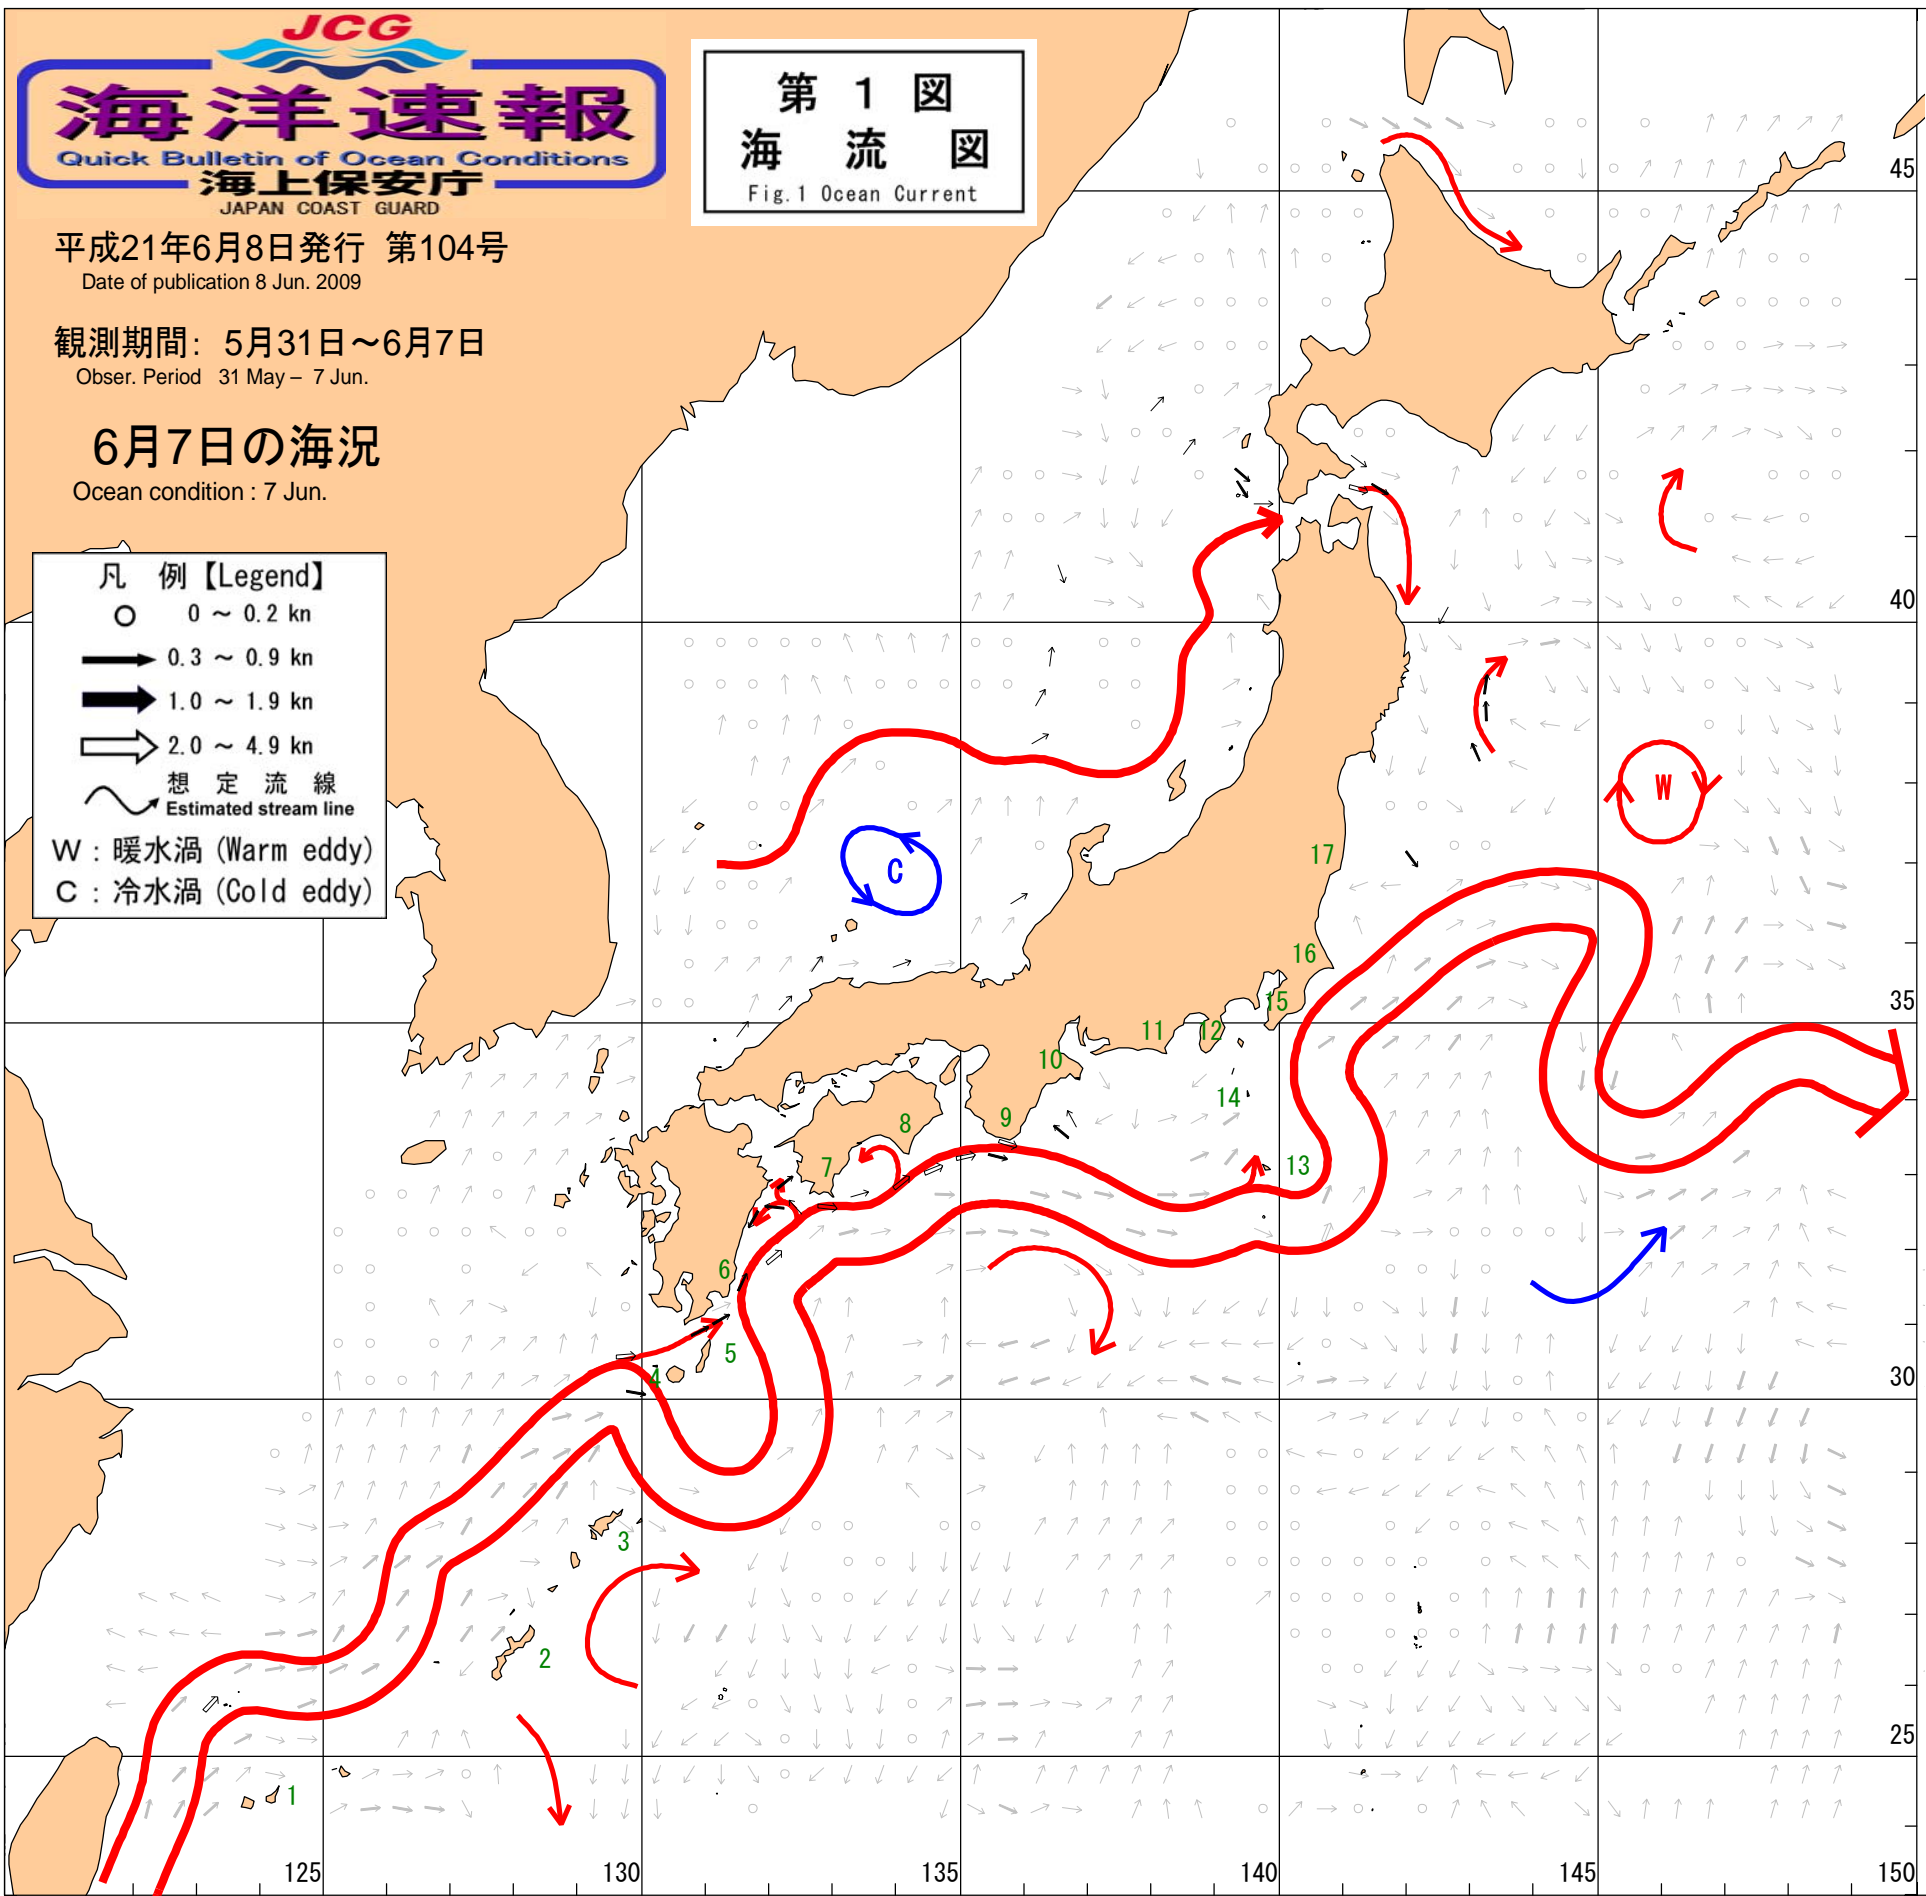 JCG
海洋速報
Quick Bulletin of Ocean Conditions
海上保安庁
JAPAN COAST GUARD
第 1 図
海 流 図
Fig.1 Ocean Current
平成21年6月8日発行 第104号
Date of publication 8 Jun. 2009
観測期間: 5月31日～6月7日
Obser. Period 31 May – 7 Jun.
6月7日の海況
Ocean condition : 7 Jun.
凡 例【Legend】
0 ～ 0.2 kn
0.3 ～ 0.9 kn
1.0 ～ 1.9 kn
2.0 ～ 4.9 kn
想 定 流 線
Estimated stream line
W : 暖水渦 (Warm eddy)
C : 冷水渦 (Cold eddy)
45
40
W
17
C
16
35
15
11
12
10
14
9
8
13
7
6
5
4
30
3
2
25
1
125
130
135
140
145
150